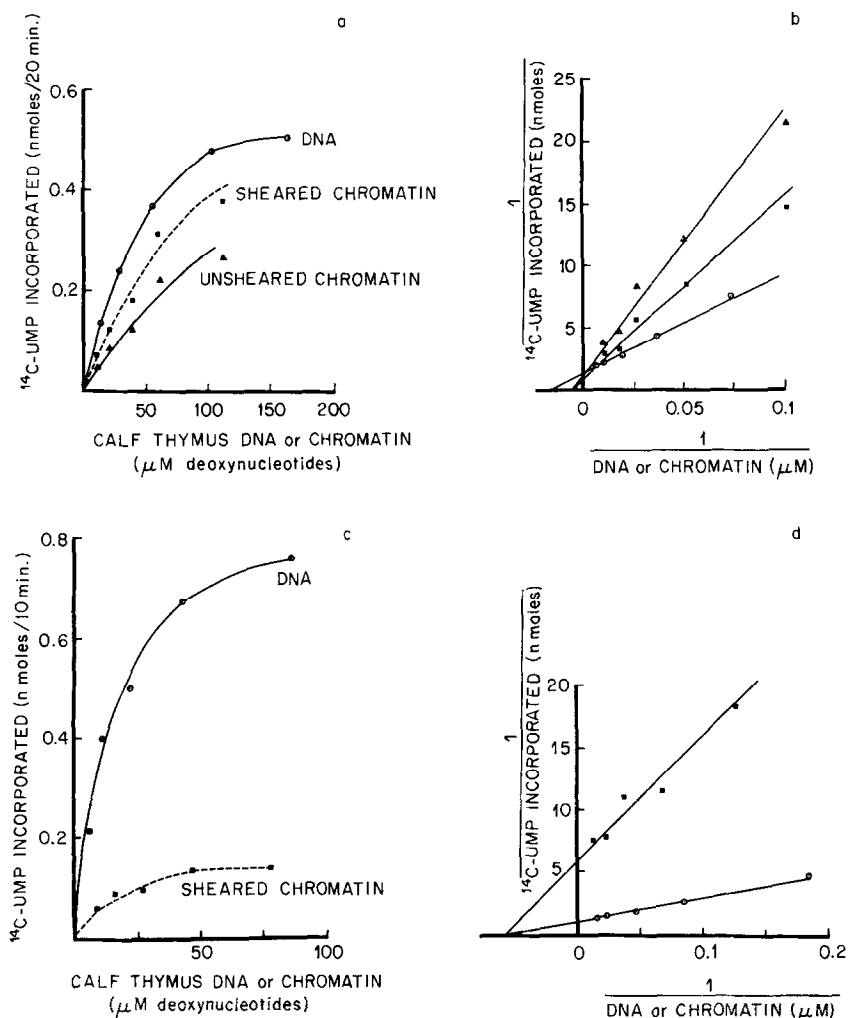 a
¹⁴C-UMP INCORPORATED (nmoles/20 min.)
0.6
0.4
0.2
DNA
SHEARED CHROMATIN
UNSHEARED CHROMATIN
50 100 150 200
CALF THYMUS DNA or CHROMATIN
(μM deoxynucleotides)
b
1
¹⁴C-UMP INCORPORATED (nmoles)
25
20
15
10
5
0 0.05 0.1
1
DNA or CHROMATIN (μM)
c
¹⁴C-UMP INCORPORATED (nmoles/10 min.)
0.8
0.6
0.4
0.2
DNA
SHEARED CHROMATIN
50 100
CALF THYMUS DNA or CHROMATIN
(μM deoxynucleotides)
d
1
¹⁴C-UMP INCORPORATED (nmoles)
20
15
10
5
0 0.1 0.2
1
DNA or CHROMATIN (μM)